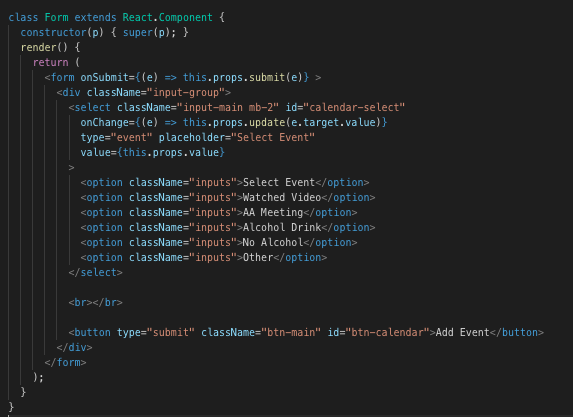 class Form extends React.Component {
  constructor(p) { super(p); }
  render() {
    return (
      <form onSubmit={(e) => this.props.submit(e)} >
        <div className="input-group">
          <select className="input-main mb-2" id="calendar-select"
            onChange={(e) => this.props.update(e.target.value)}
            type="event" placeholder="Select Event"
            value={this.props.value}
          >
            <option className="inputs">Select Event</option>
            <option className="inputs">Watched Video</option>
            <option className="inputs">AA Meeting</option>
            <option className="inputs">Alcohol Drink</option>
            <option className="inputs">No Alcohol</option>
            <option className="inputs">Other</option>
          </select>

          <br></br>

          <button type="submit" className="btn-main" id="btn-calendar">Add Event</button>
        </div>
      </form>
    );
  }
}